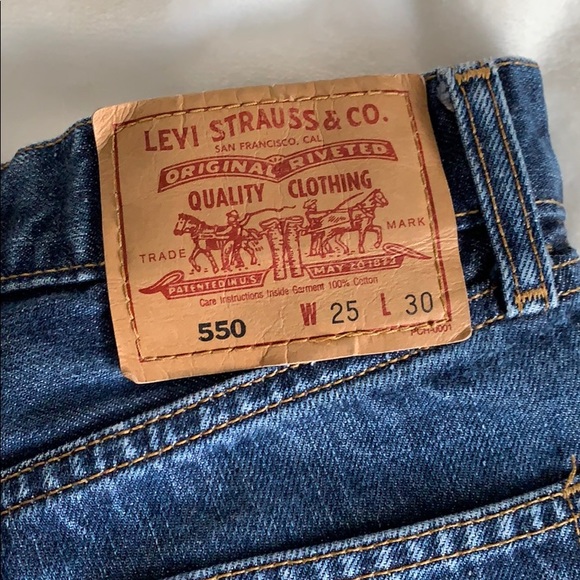 LEVI STRAUSS & CO.
SAN FRANCISCO, CAL
ORIGINAL RIVETED
QUALITY CLOTHING
TRADE MARK
PATENTED IN U.S. MAY 20 1873
Care Instructions Inside Garment 100% Cotton
550 W 25 L 30